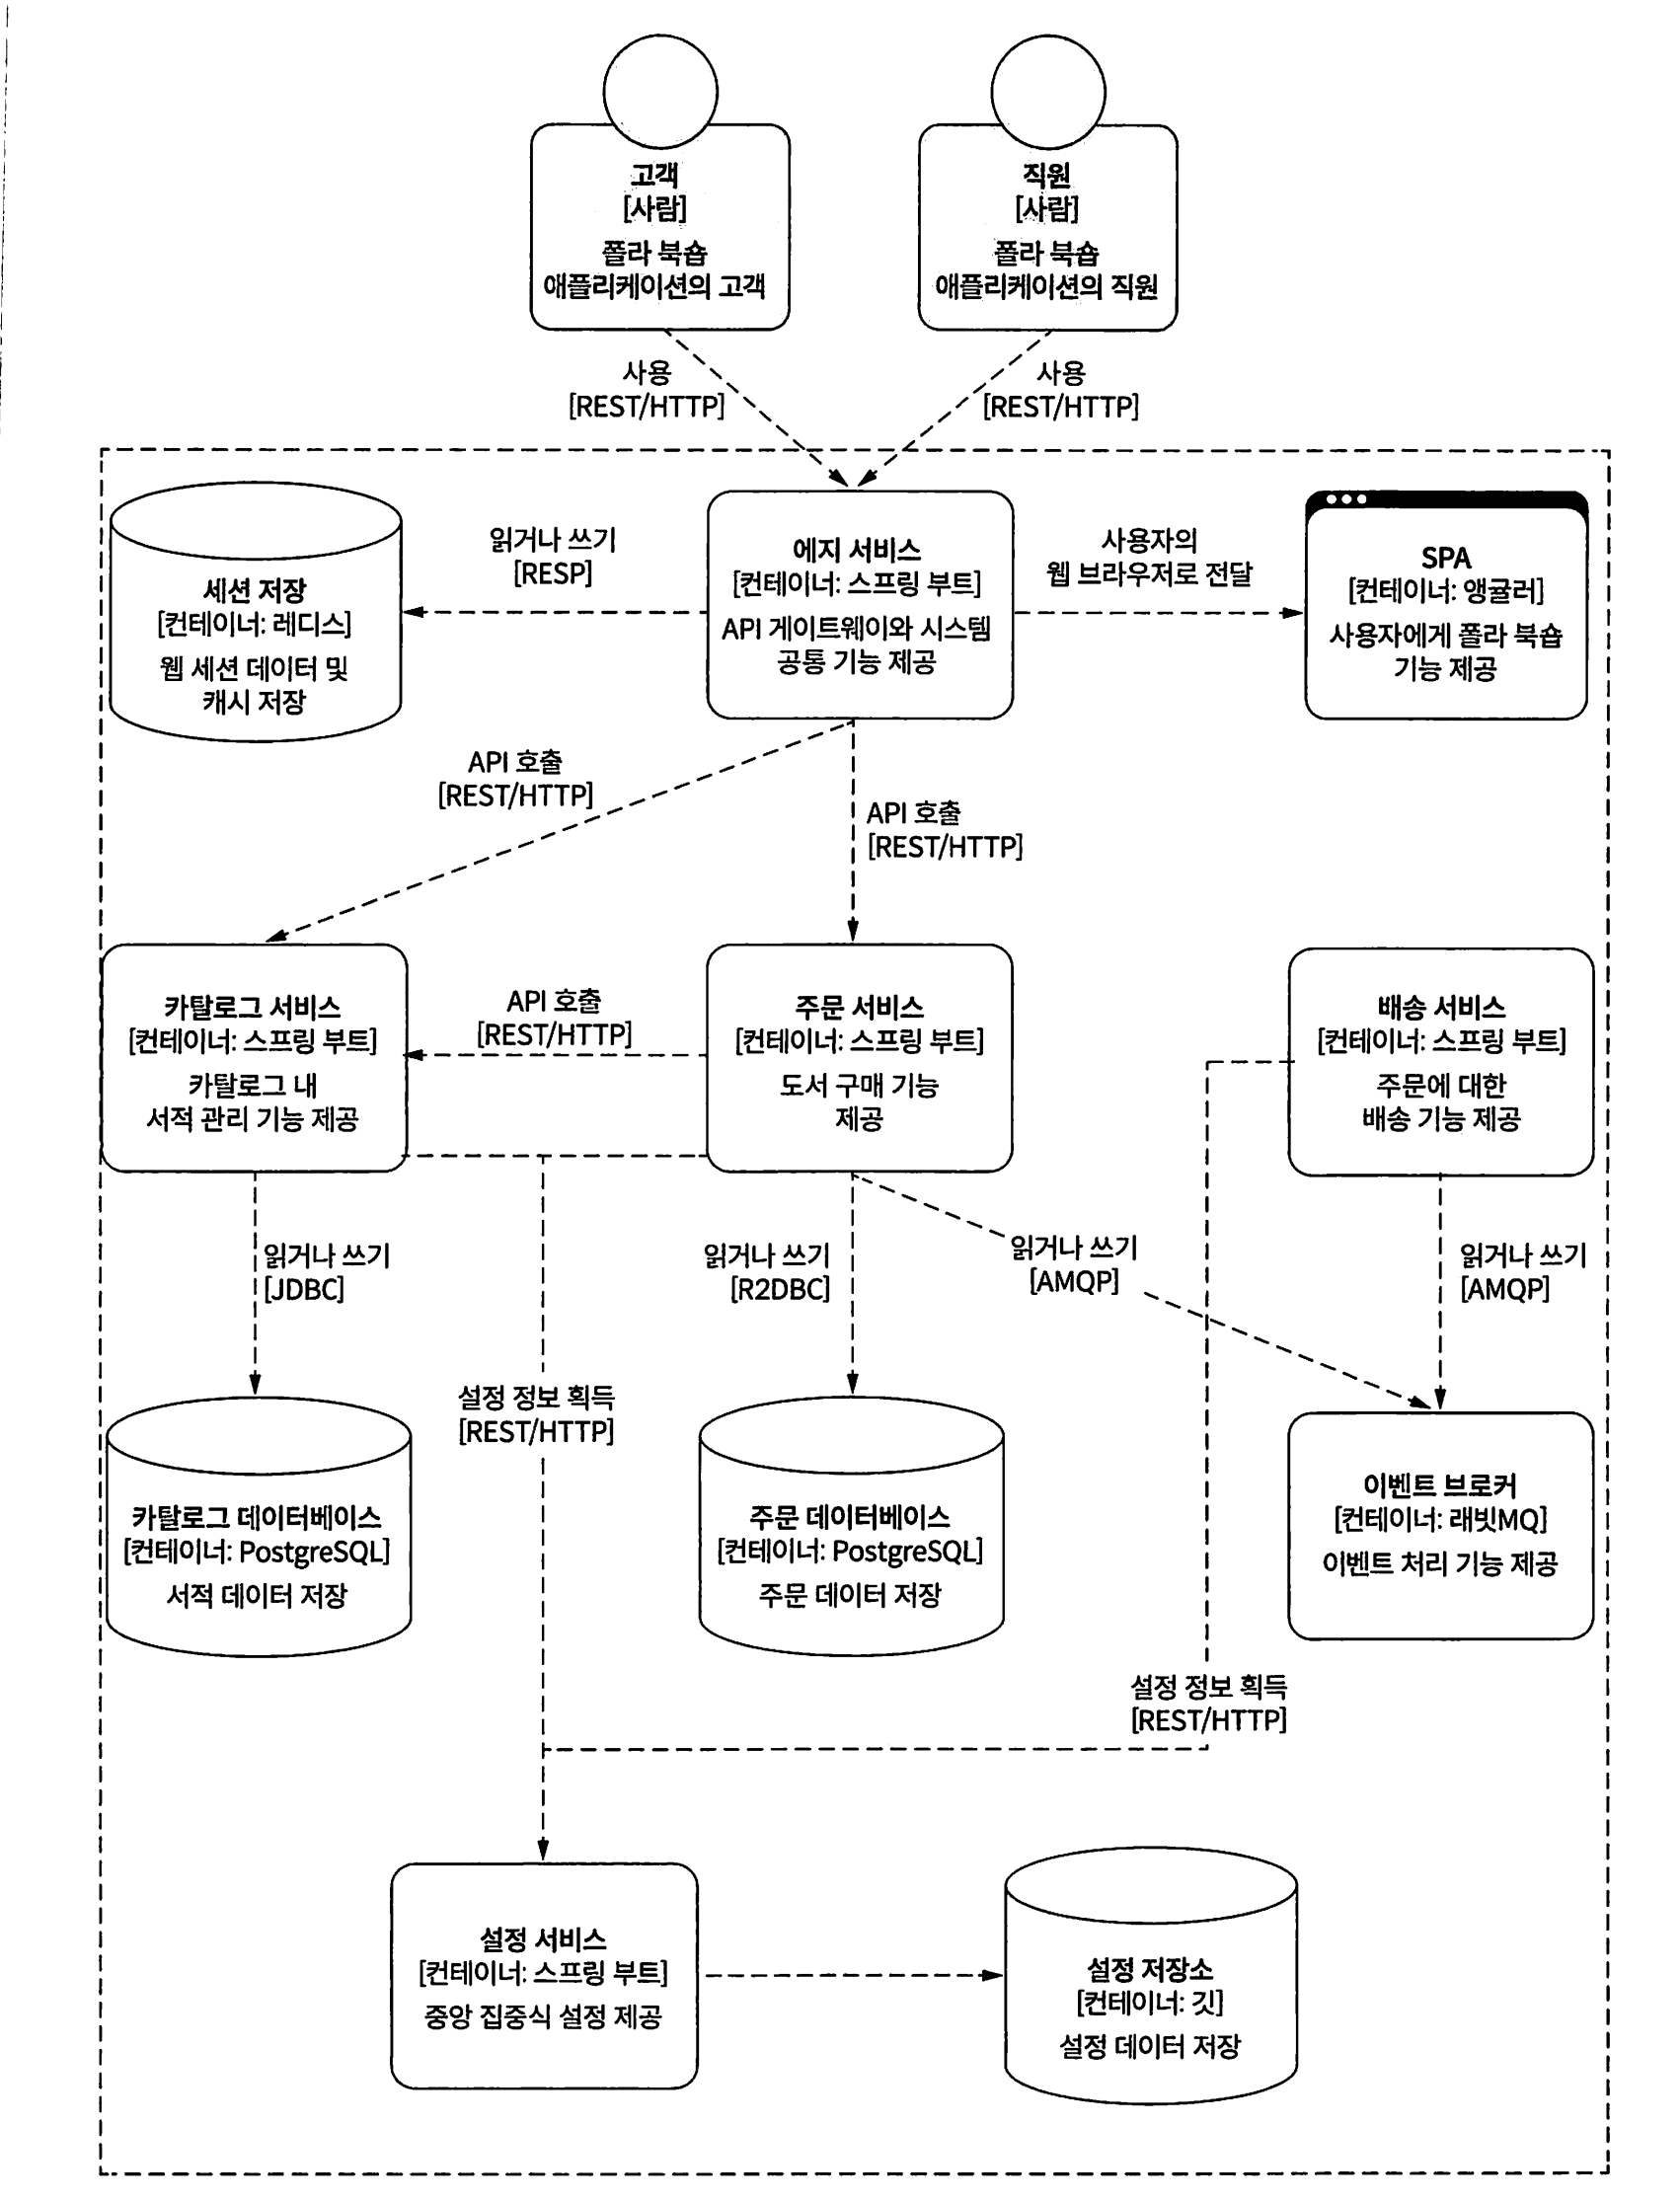 고객
[사람]
폴라 북숍
애플리케이션의 고객
직원
[사람]
폴라 북숍
애플리케이션의 직원
사용
[REST/HTTP]
사용
[REST/HTTP]
세션 저장
[컨테이너: 레디스]
웹 세션 데이터 및
캐시 저장
읽거나 쓰기
[RESP]
에지 서비스
[컨테이너: 스프링 부트]
API 게이트웨이와 시스템
공통 기능 제공
사용자의
웹 브라우저로 전달
SPA
[컨테이너: 앵귤러]
사용자에게 폴라 북숍
기능 제공
API 호출
[REST/HTTP]
API 호출
[REST/HTTP]
카탈로그 서비스
[컨테이너: 스프링 부트]
카탈로그 내
서적 관리 기능 제공
API 호출
[REST/HTTP]
주문 서비스
[컨테이너: 스프링 부트]
도서 구매 기능
제공
배송 서비스
[컨테이너: 스프링 부트]
주문에 대한
배송 기능 제공
읽거나 쓰기
[JDBC]
읽거나 쓰기
[R2DBC]
읽거나 쓰기
[AMQP]
읽거나 쓰기
[AMQP]
설정 정보 획득
[REST/HTTP]
카탈로그 데이터베이스
[컨테이너: PostgreSQL]
서적 데이터 저장
주문 데이터베이스
[컨테이너: PostgreSQL]
주문 데이터 저장
이벤트 브로커
[컨테이너: 래빗MQ]
이벤트 처리 기능 제공
설정 정보 획득
[REST/HTTP]
설정 서비스
[컨테이너: 스프링 부트]
중앙 집중식 설정 제공
설정 저장소
[컨테이너: 깃]
설정 데이터 저장